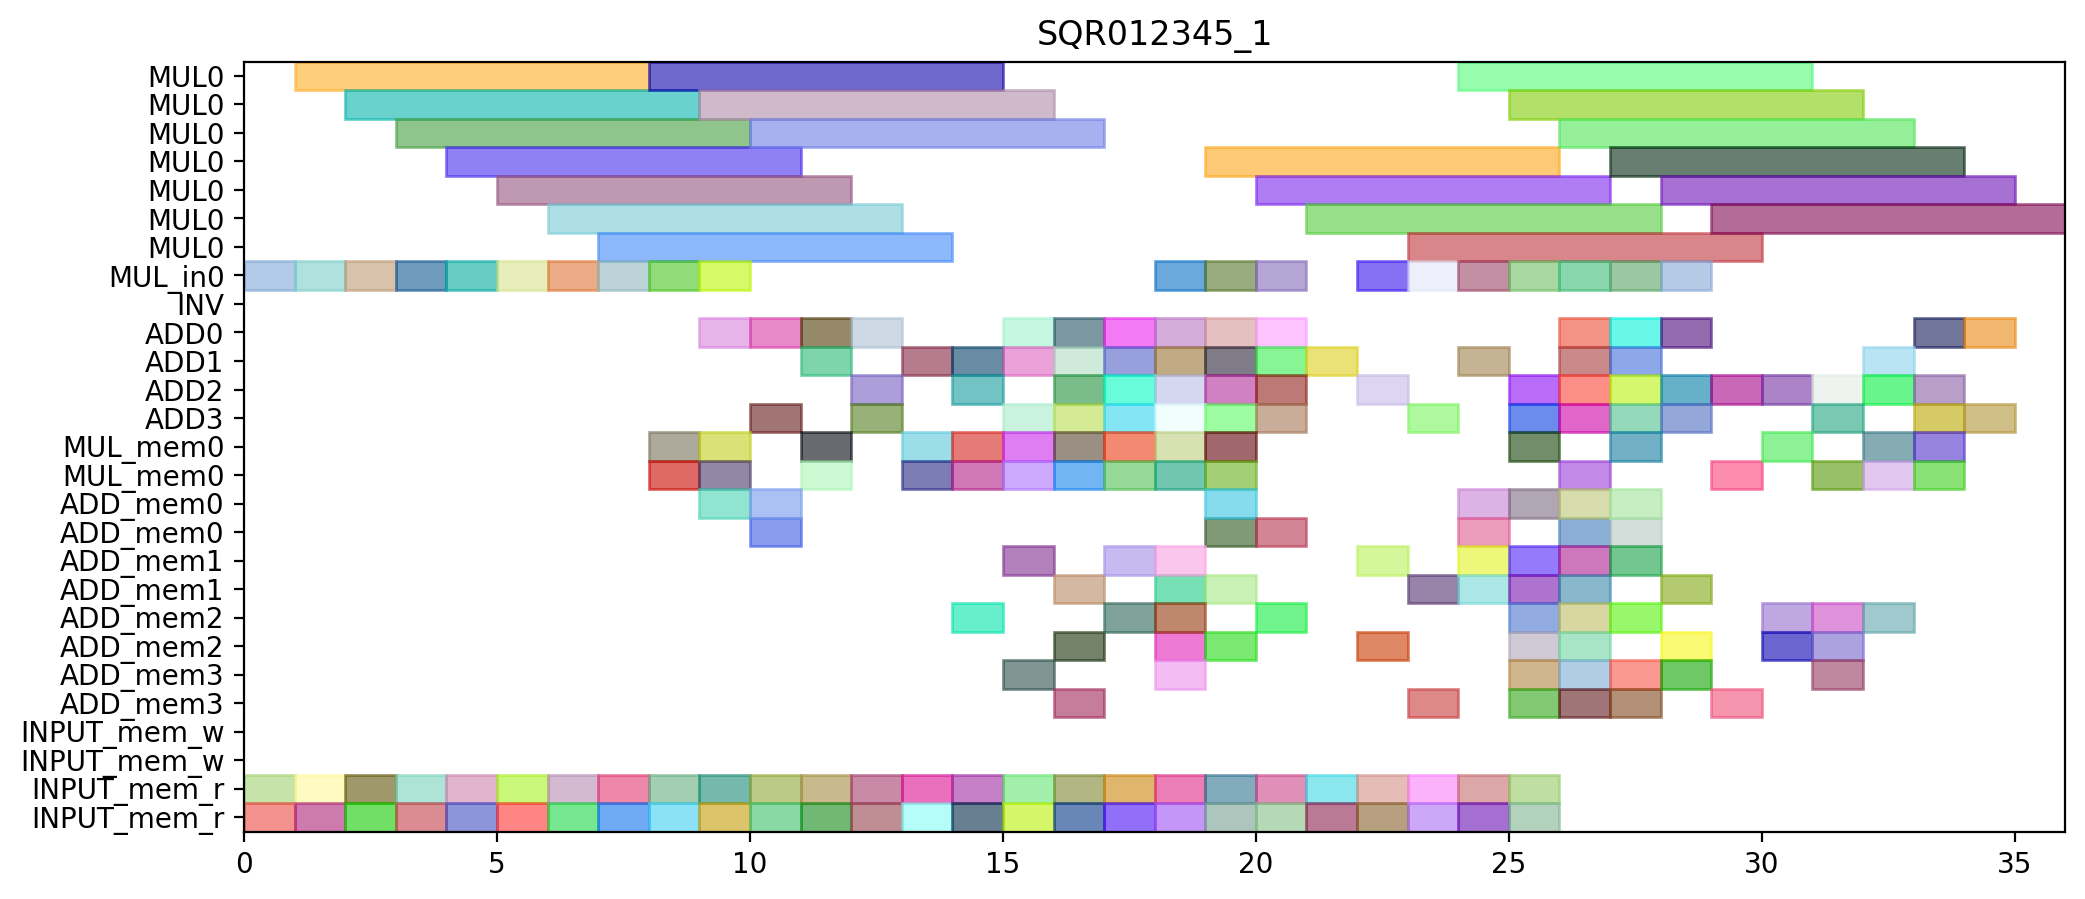 SQR012345_1
MUL0
MUL0
MUL0
MUL0
MUL0
MUL0
MUL0
MUL_in0
INV
ADD0
ADD1
ADD2
ADD3
MUL_mem0
MUL_mem0
ADD_mem0
ADD_mem0
ADD_mem1
ADD_mem1
ADD_mem2
ADD_mem2
ADD_mem3
ADD_mem3
INPUT_mem_w
INPUT_mem_w
INPUT_mem_r
INPUT_mem_r
0 5 10 15 20 25 30 35